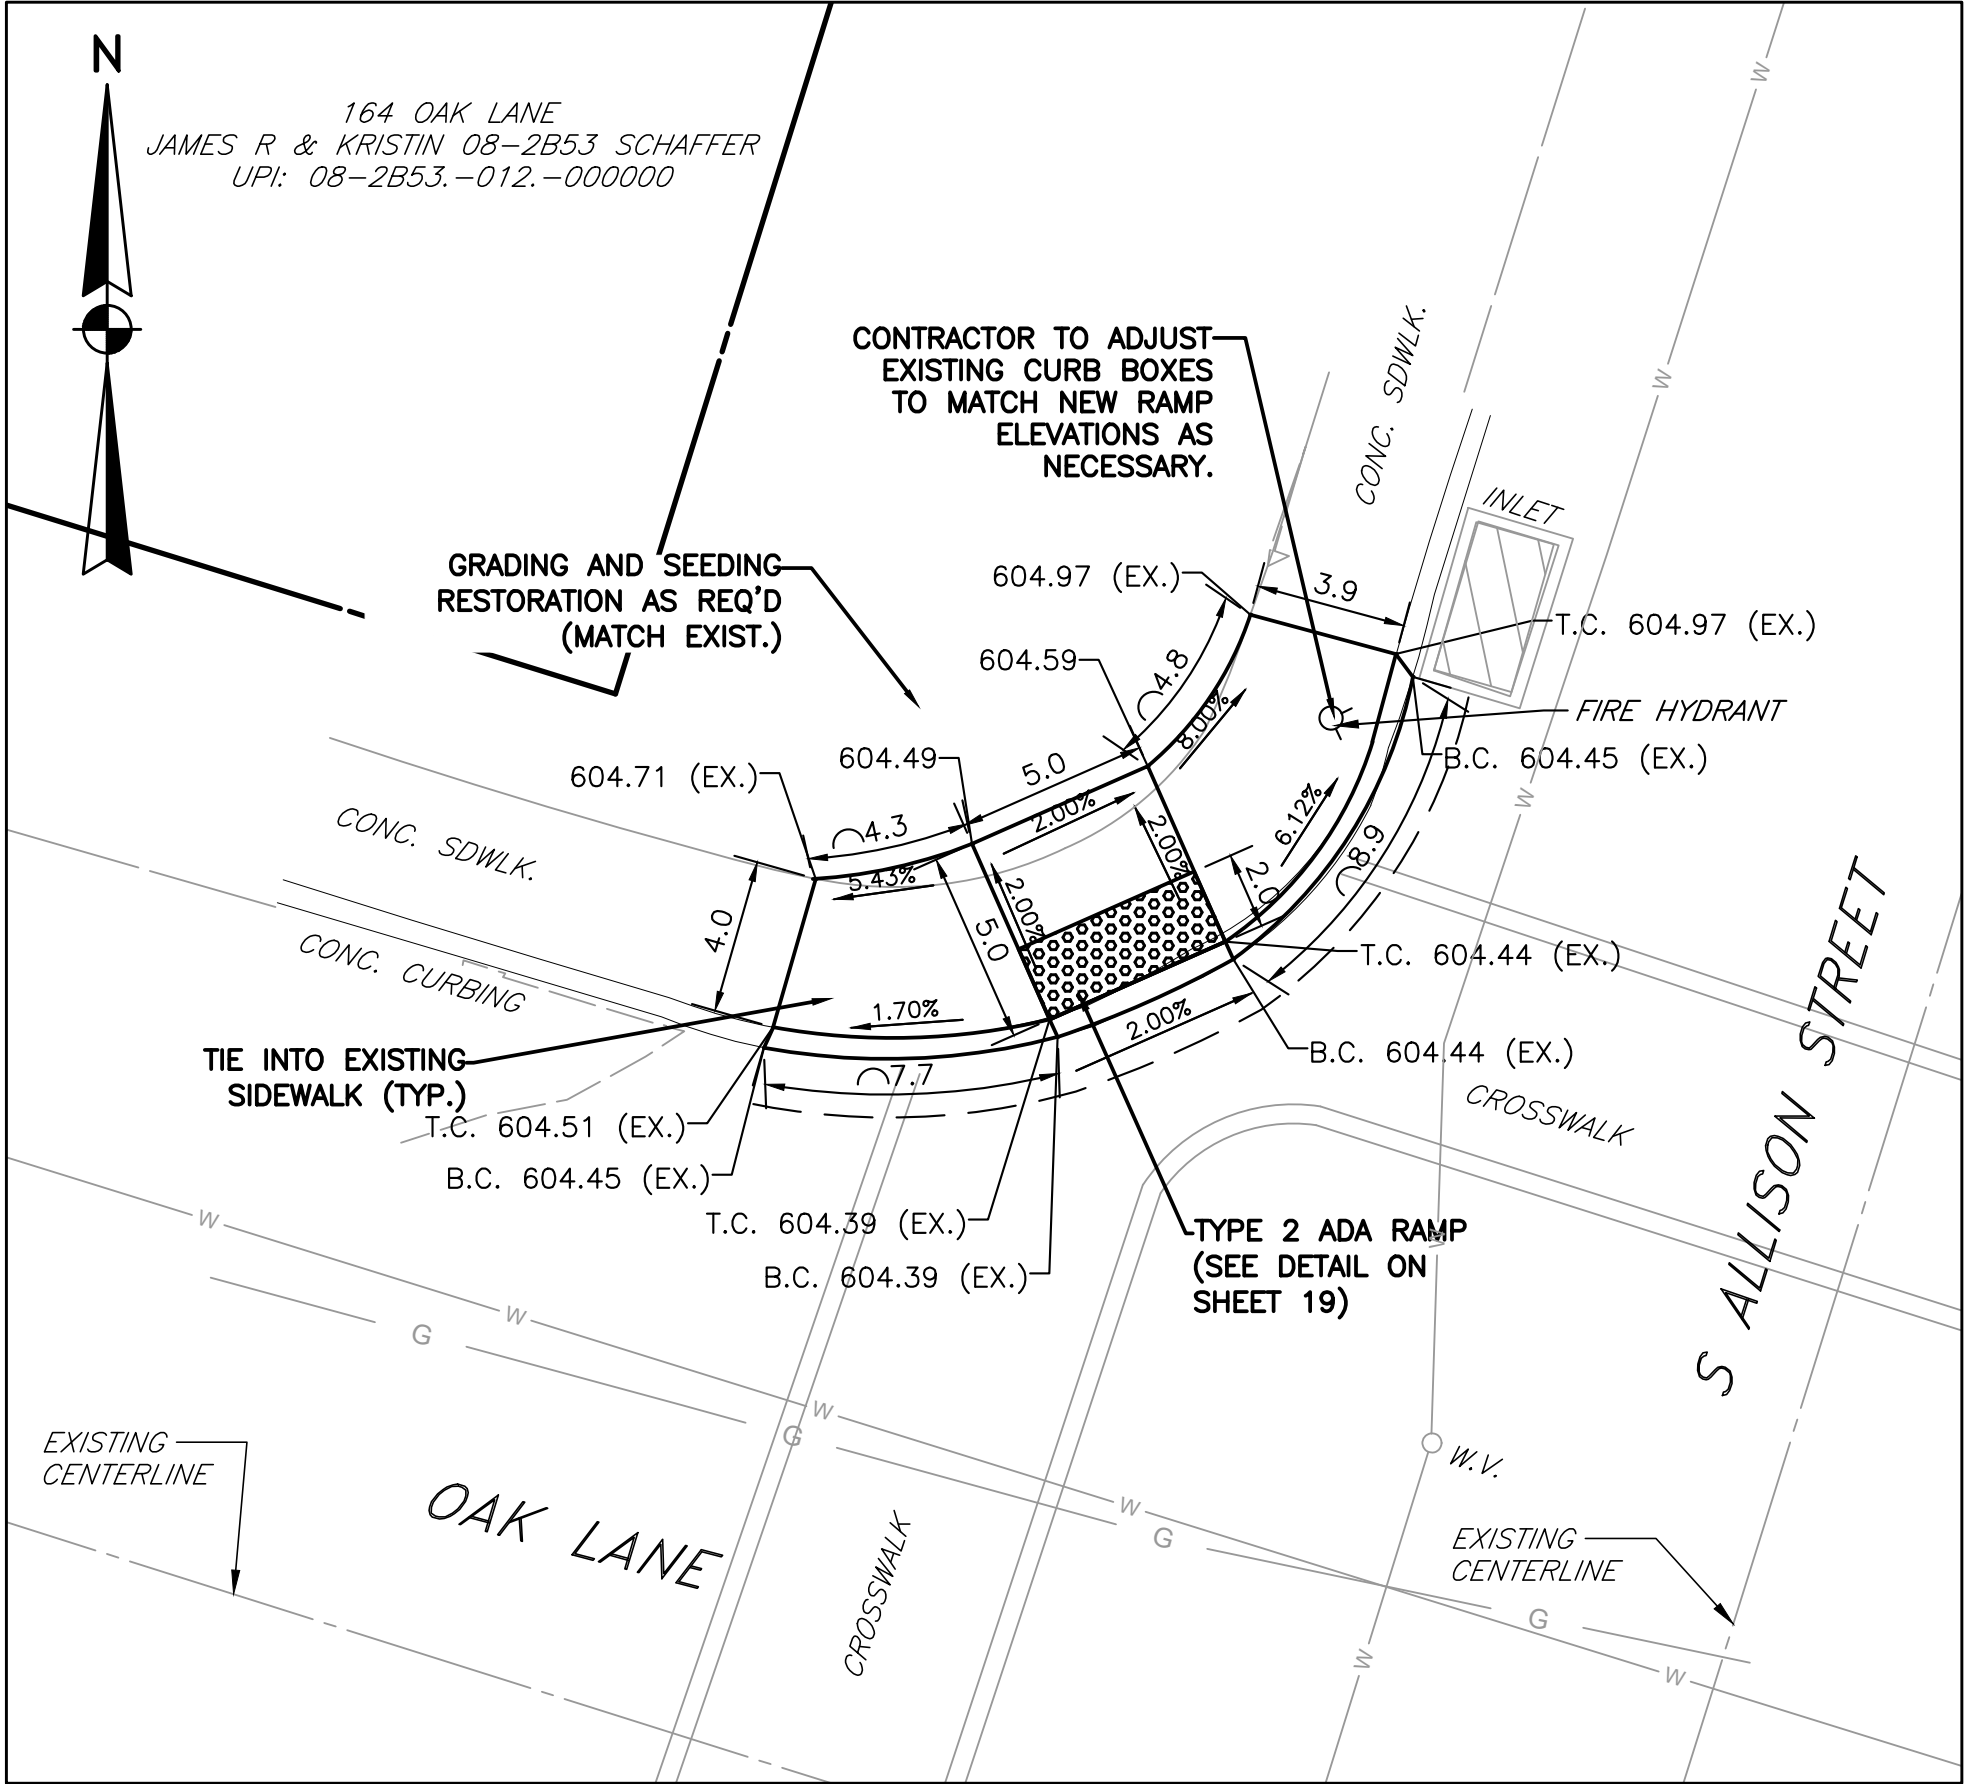 N
164 OAK LANE
JAMES R & KRISTIN 08-2B53 SCHAFFER
UPI: 08-2B53.-012.-000000
W
CONTRACTOR TO ADJUST
EXISTING CURB BOXES
TO MATCH NEW RAMP
ELEVATIONS AS
NECESSARY.
CONC. SDWLK.
W
INLET
GRADING AND SEEDING
RESTORATION AS REQ'D
(MATCH EXIST.)
604.97 (EX.)
3.9
T.C. 604.97 (EX.)
604.59
4.8
8.00%
FIRE HYDRANT
604.71 (EX.)
604.49
5.0
B.C. 604.45 (EX.)
W
CONC. SDWLK.
4.3
2.00%
2.00%
6.12%
8.9
5.43%
2.00%
2.0
4.0
5.0
CONC. CURBING
T.C. 604.44 (EX.)
1.70%
2.00%
B.C. 604.44 (EX.)
TIE INTO EXISTING
SIDEWALK (TYP.)
7.7
T.C. 604.51 (EX.)
CROSSWALK
S ALLISON STREET
B.C. 604.45 (EX.)
W
T.C. 604.39 (EX.)
TYPE 2 ADA RAMP
(SEE DETAIL ON
SHEET 19)
W
B.C. 604.39 (EX.)
W
G
W
G
EXISTING
CENTERLINE
W.V.
OAK LANE
W
G
CROSSWALK
EXISTING
CENTERLINE
G
W
W